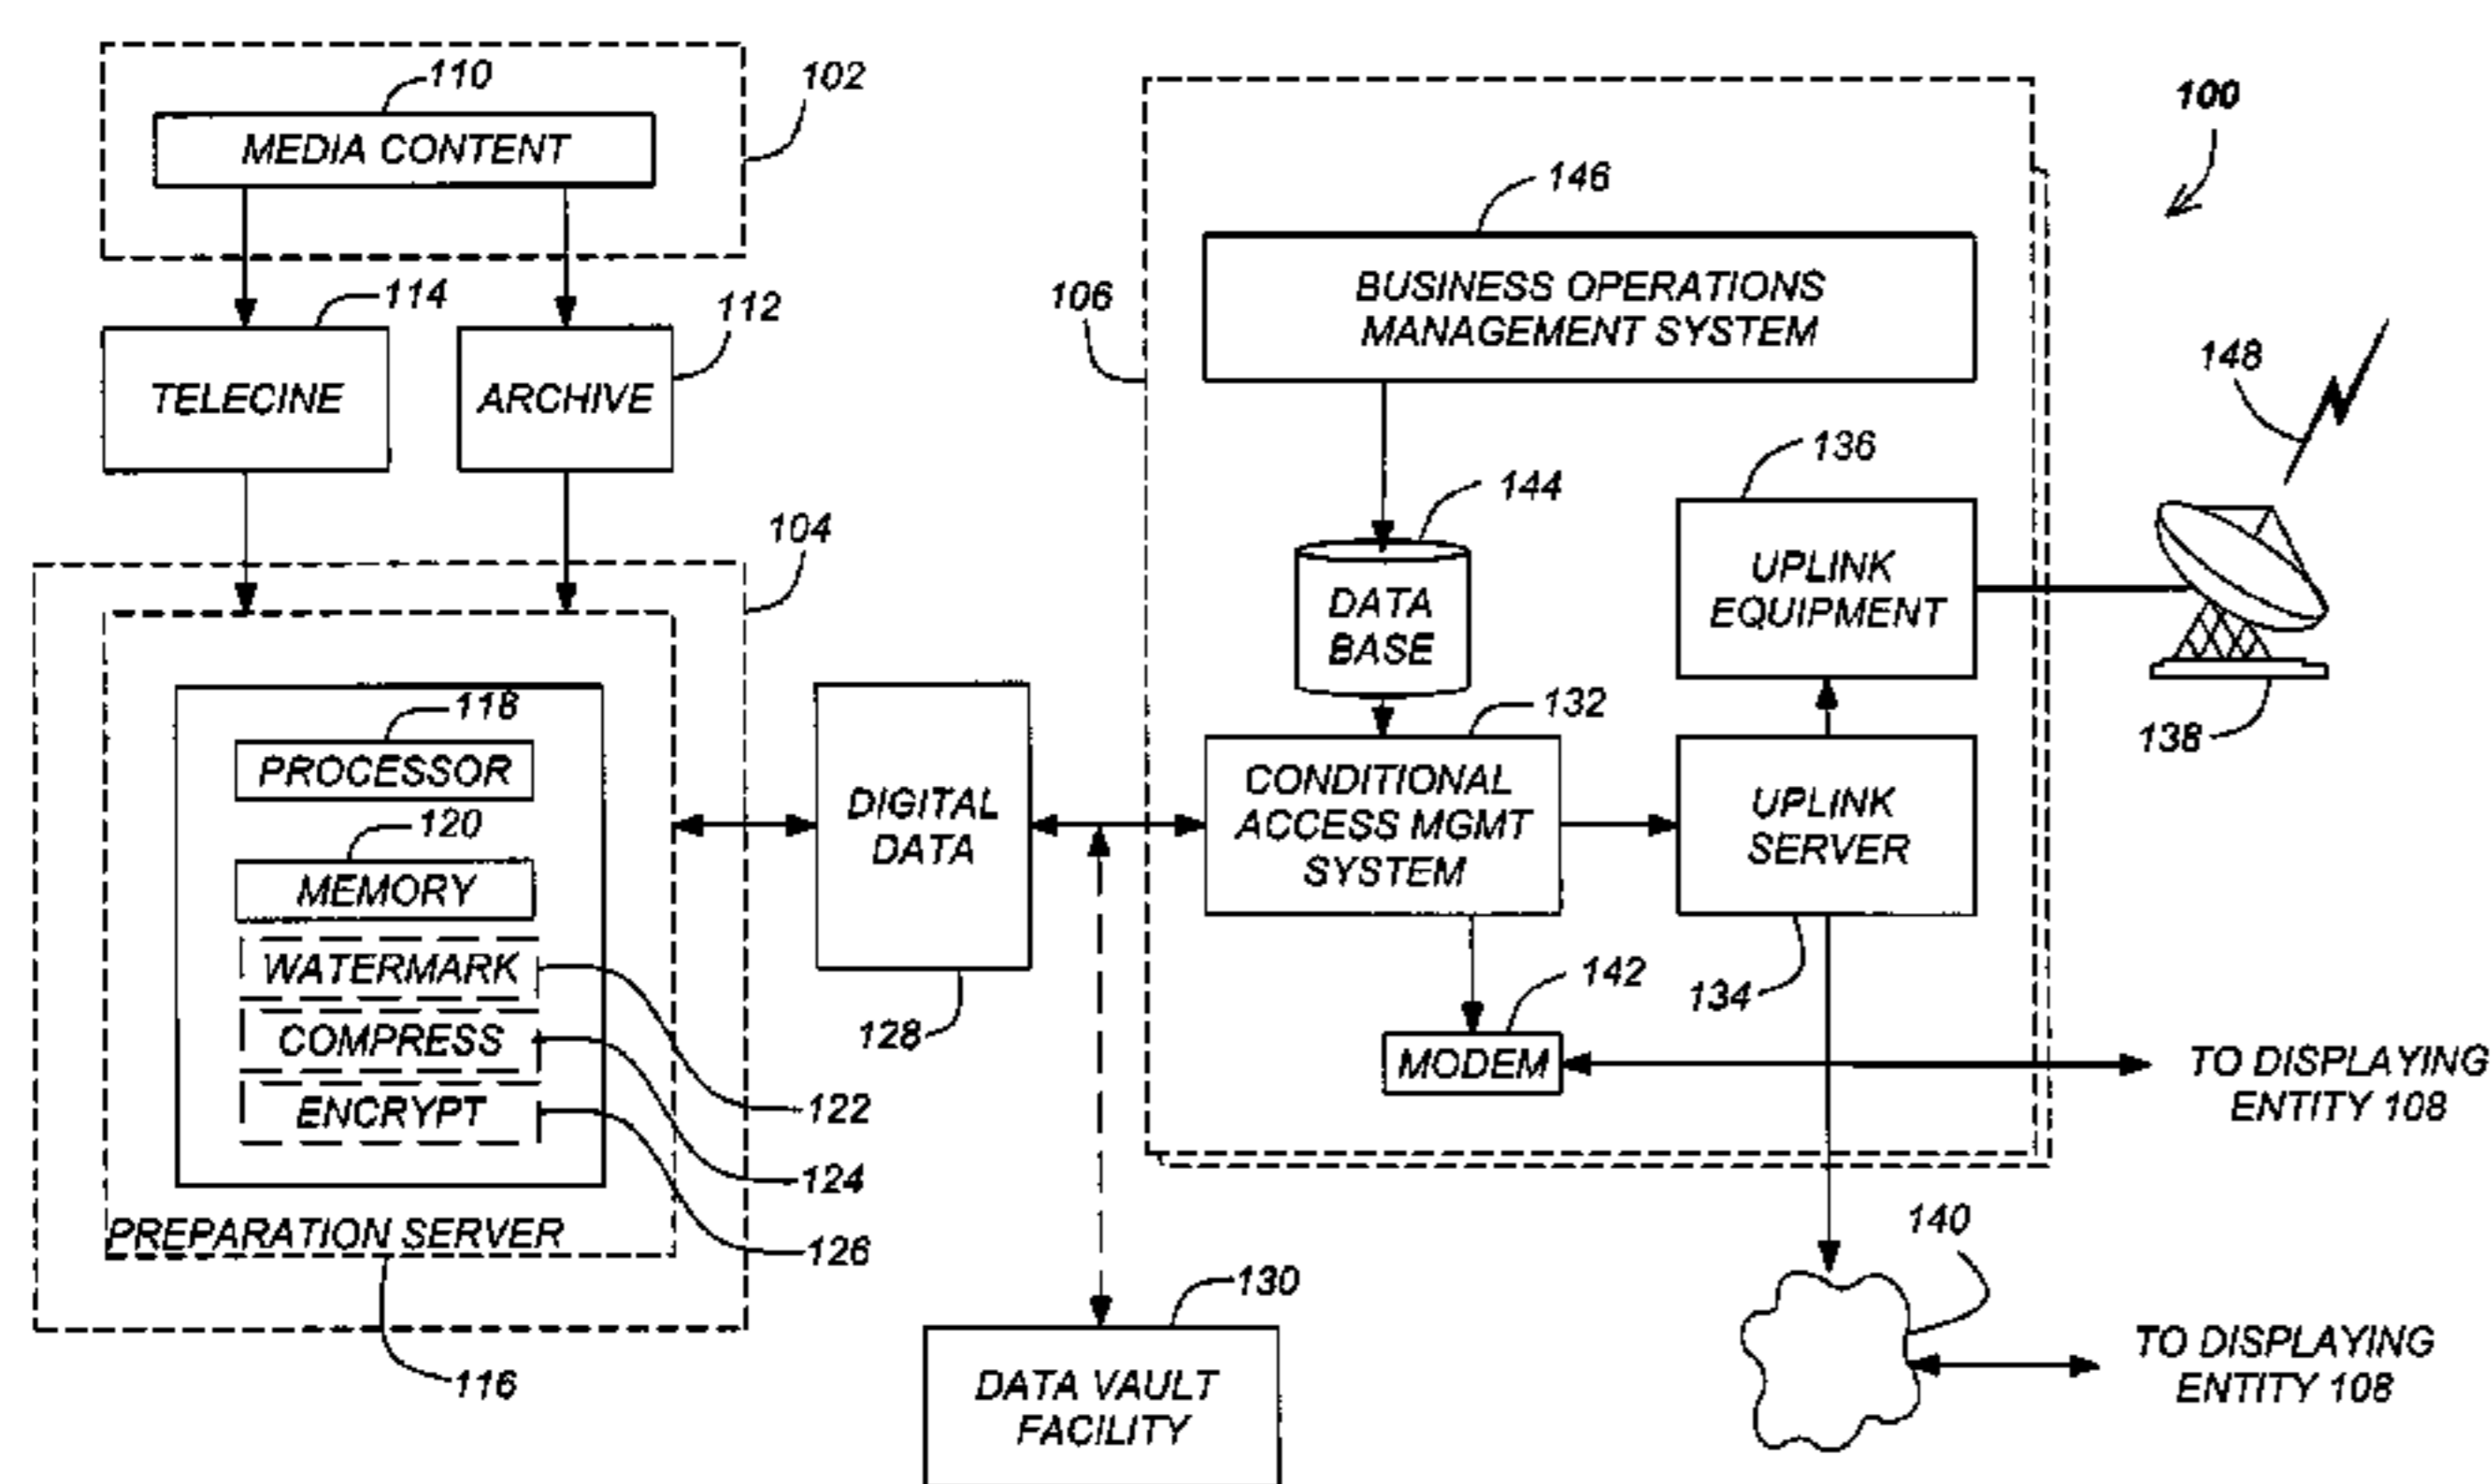 110
MEDIA CONTENT
102
114
TELECINE
112
ARCHIVE
104
118
PROCESSOR
120
MEMORY
WATERMARK
COMPRESS
ENCRYPT
122
124
126
PREPARATION SERVER
116
DIGITAL
DATA
128
130
DATA VAULT
FACILITY
106
146
BUSINESS OPERATIONS
MANAGEMENT SYSTEM
144
DATA
BASE
132
CONDITIONAL
ACCESS MGMT
SYSTEM
142
MODEM
136
UPLINK
EQUIPMENT
UPLINK
SERVER
134
100
148
138
TO DISPLAYING
ENTITY 108
140
TO DISPLAYING
ENTITY 108